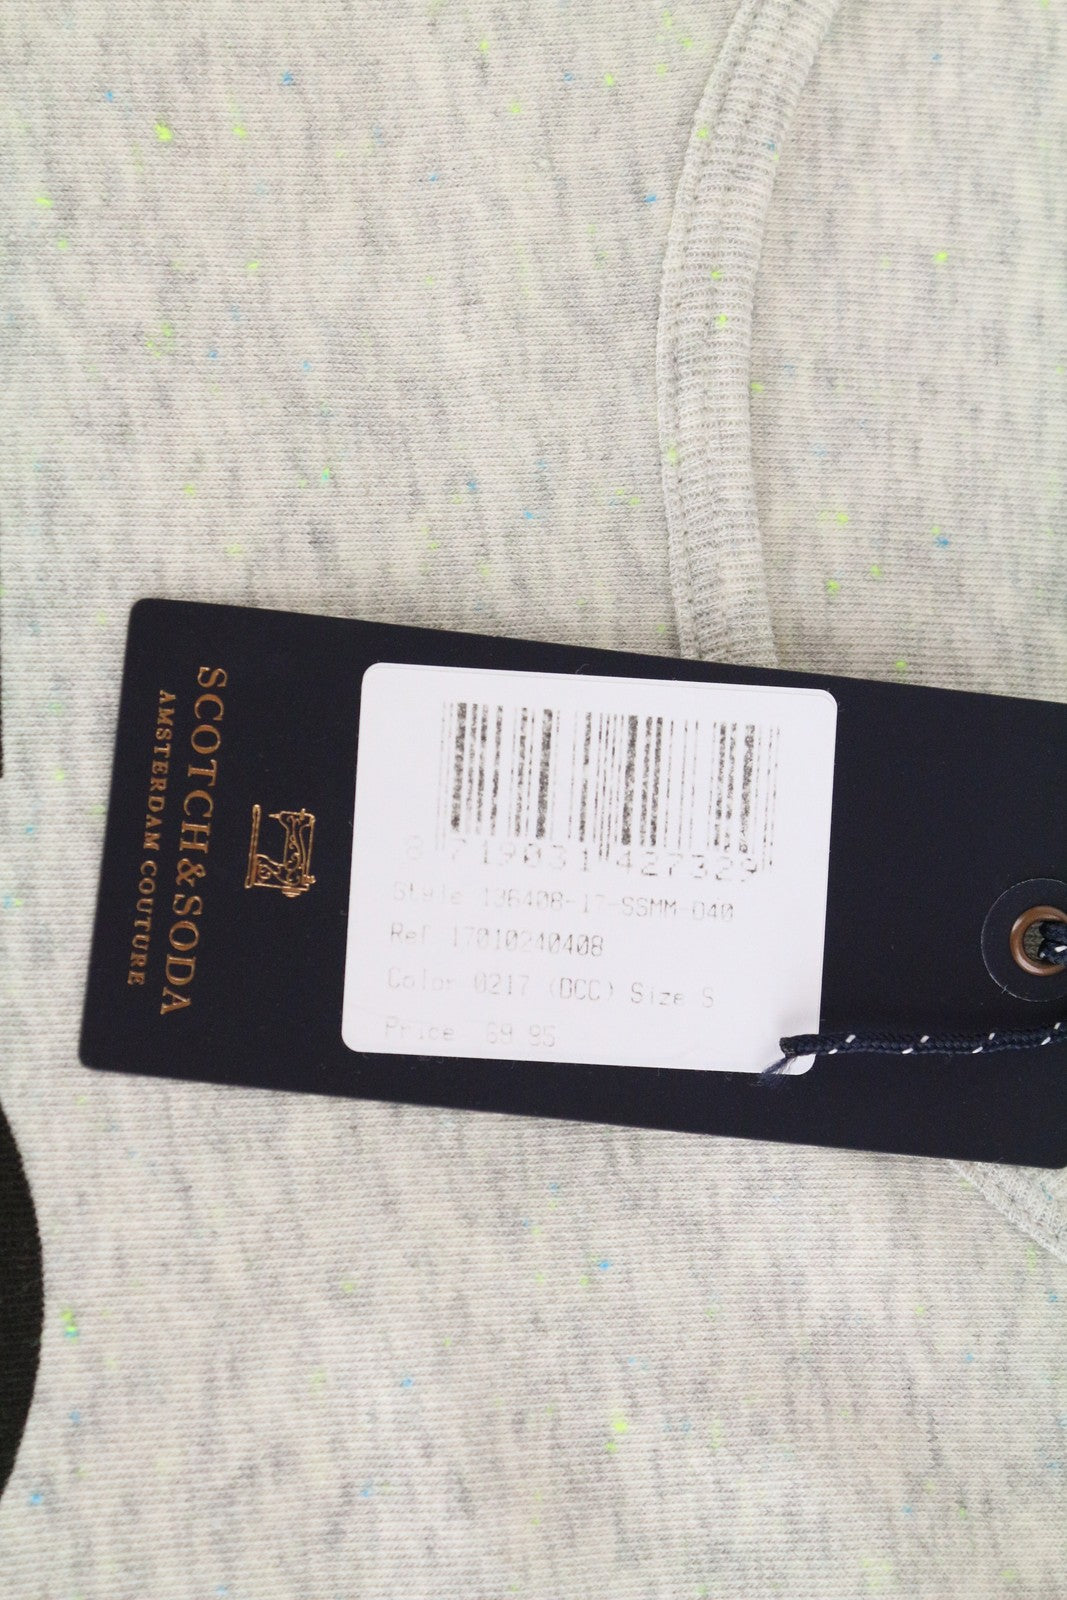 SCOTCH&SODA
AMSTERDAM COUTURE
8 719031 427329
Style 136408-17-SSMM-D40
Ref 17010240408
Color 0217 (DCC) Size S
Price 69.95